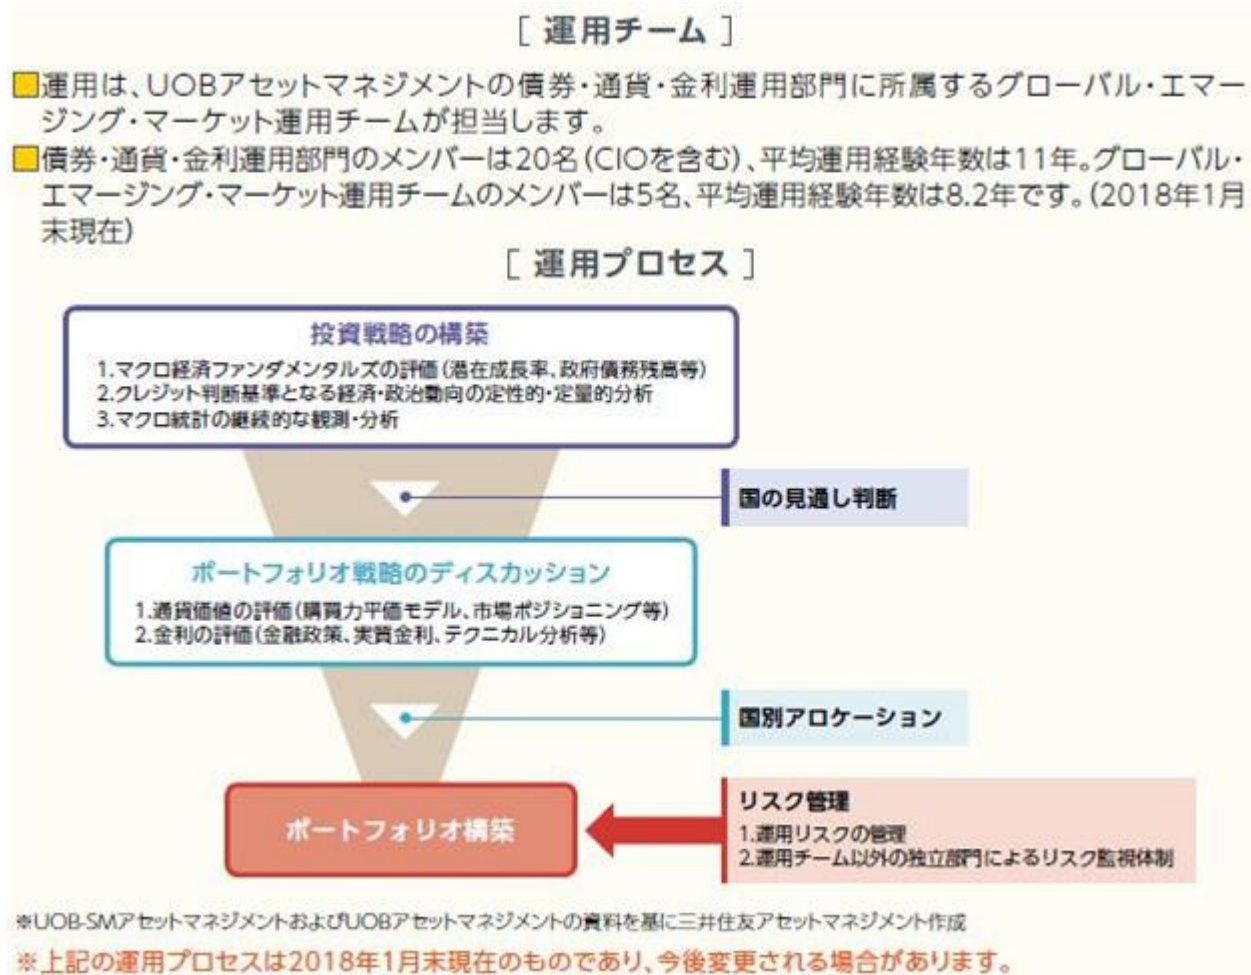 [ 運用チーム ]
運用は、UOBアセットマネジメントの債券・通貨・金利運用部門に所属するグローバル・エマー
ジング・マーケット運用チームが担当します。
債券・通貨・金利運用部門のメンバーは20名(CIOを含む)、平均運用経験年数は11年。グローバル・
エマージング・マーケット運用チームのメンバーは5名、平均運用経験年数は8.2年です。(2018年1月
末現在)
[ 運用プロセス ]
投資戦略の構築
1.マクロ経済ファンダメンタルズの評価(潜在成長率、政府債務残高等)
2.クレジット判断基準となる経済・政治動向の定性的・定量的分析
3.マクロ統計の継続的な観測・分析
国の見通し判断
ポートフォリオ戦略のディスカッション
1.通貨価値の評価(購買力平価モデル、市場ポジショニング等)
2.金利の評価(金融政策、実質金利、テクニカル分析等)
国別アロケーション
ポートフォリオ構築
リスク管理
1.運用リスクの管理
2.運用チーム以外の独立部門によるリスク監視体制
※UOB-SMアセットマネジメントおよびUOBアセットマネジメントの資料を基に三井住友アセットマネジメント作成
※上記の運用プロセスは2018年1月末現在のものであり、今後変更される場合があります。